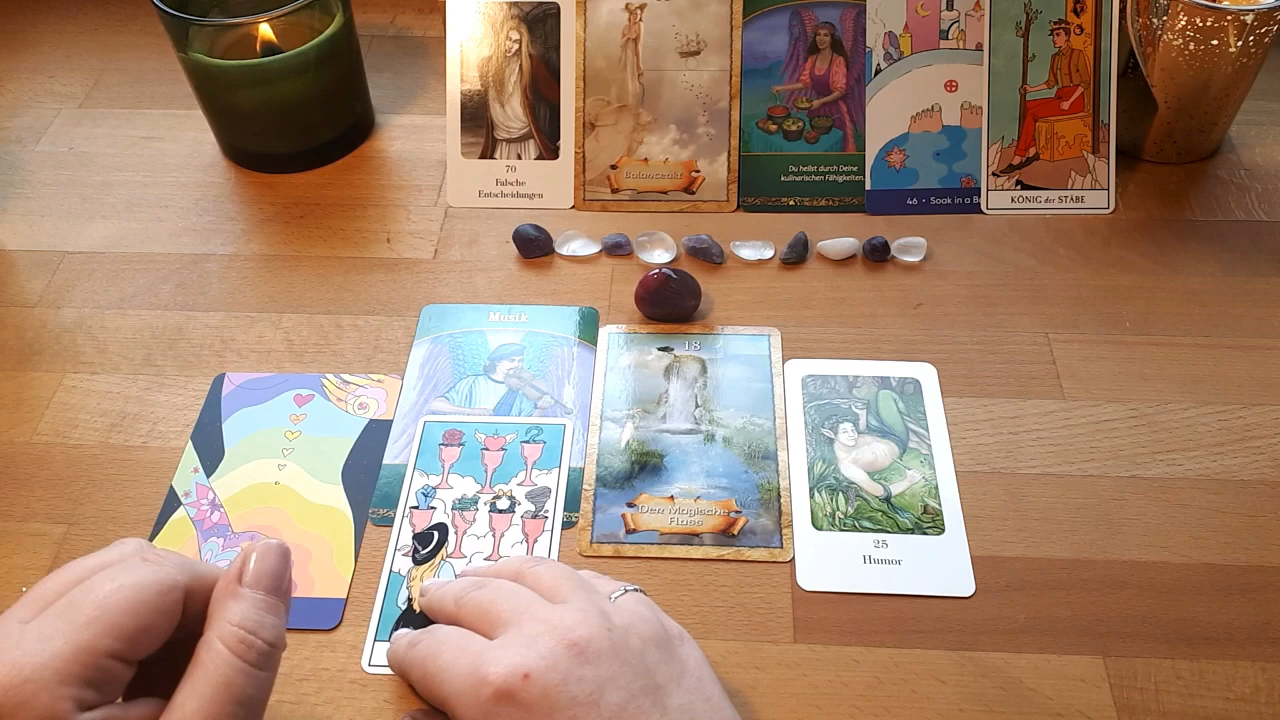 70
Falsche
Entscheidungen
Balanceakt
Du heilst durch Deine
kulinarischen Fähigkeiten.
46 • Soak in a B
KÖNIG der STÄBE
Musik
18
Der Magische
Fluss
25
Humor